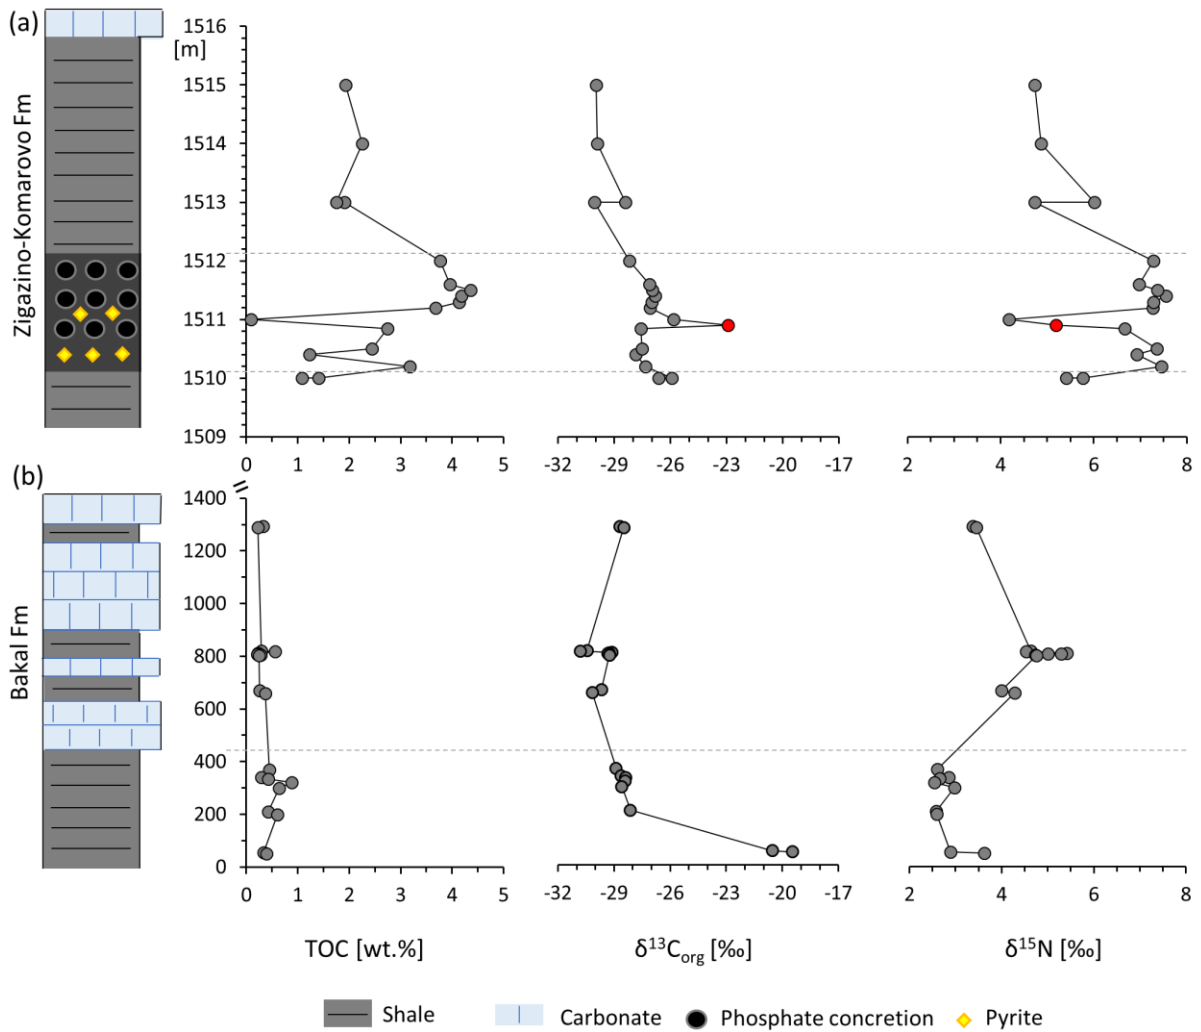 (a)
Zigazino-Komarovo Fm
1516
[m]
1515
1514
1513
1512
1511
1510
1509
0 1 2 3 4 5
-32 -29 -26 -23 -20 -17
2 4 6 8
(b)
Bakal Fm
1400
1200
1000
800
600
400
200
0
0 1 2 3 4 5
-32 -29 -26 -23 -20 -17
2 4 6 8
TOC [wt.%] δ¹³Corg [‰] δ¹⁵N [‰]
Shale Carbonate Phosphate concretion Pyrite